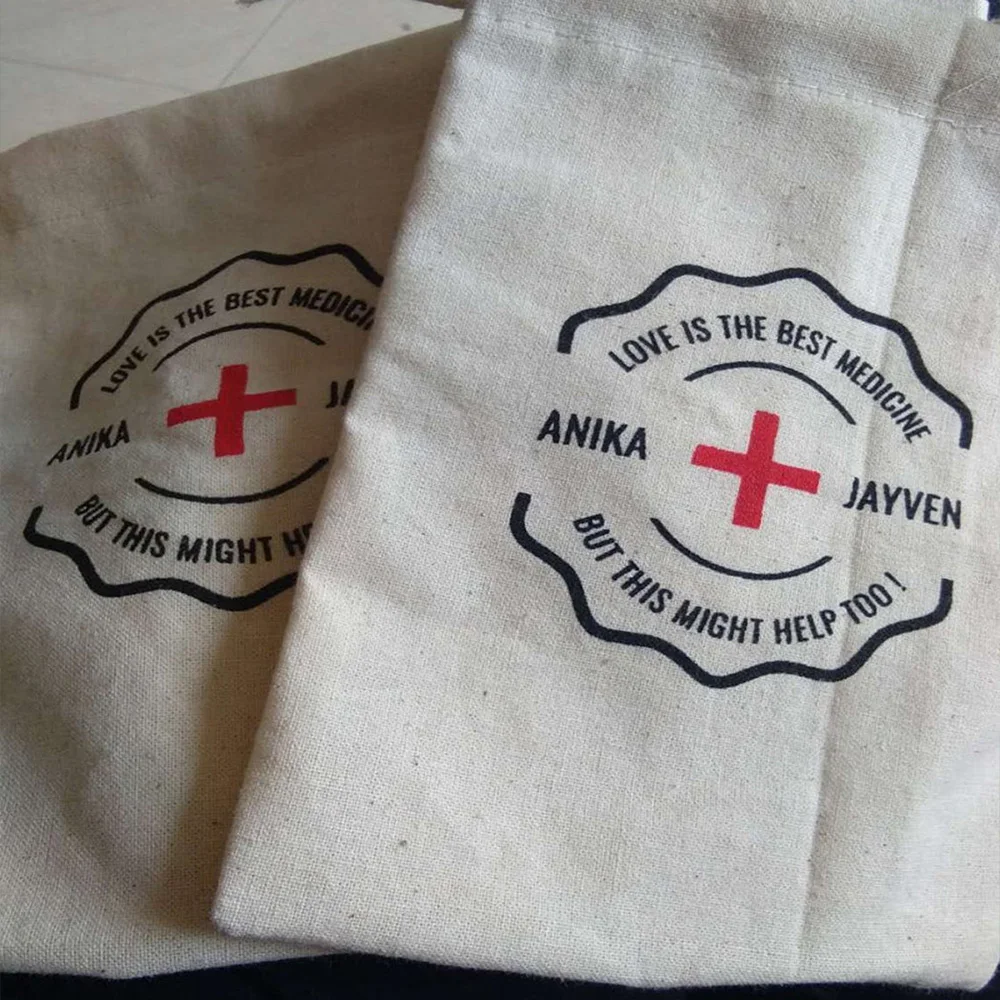 LOVE IS THE BEST
ANIKA
BUT THIS MIGHT
LOVE IS THE BEST MEDICINE
ANIKA
JAYVEN
BUT THIS MIGHT HELP TOO !